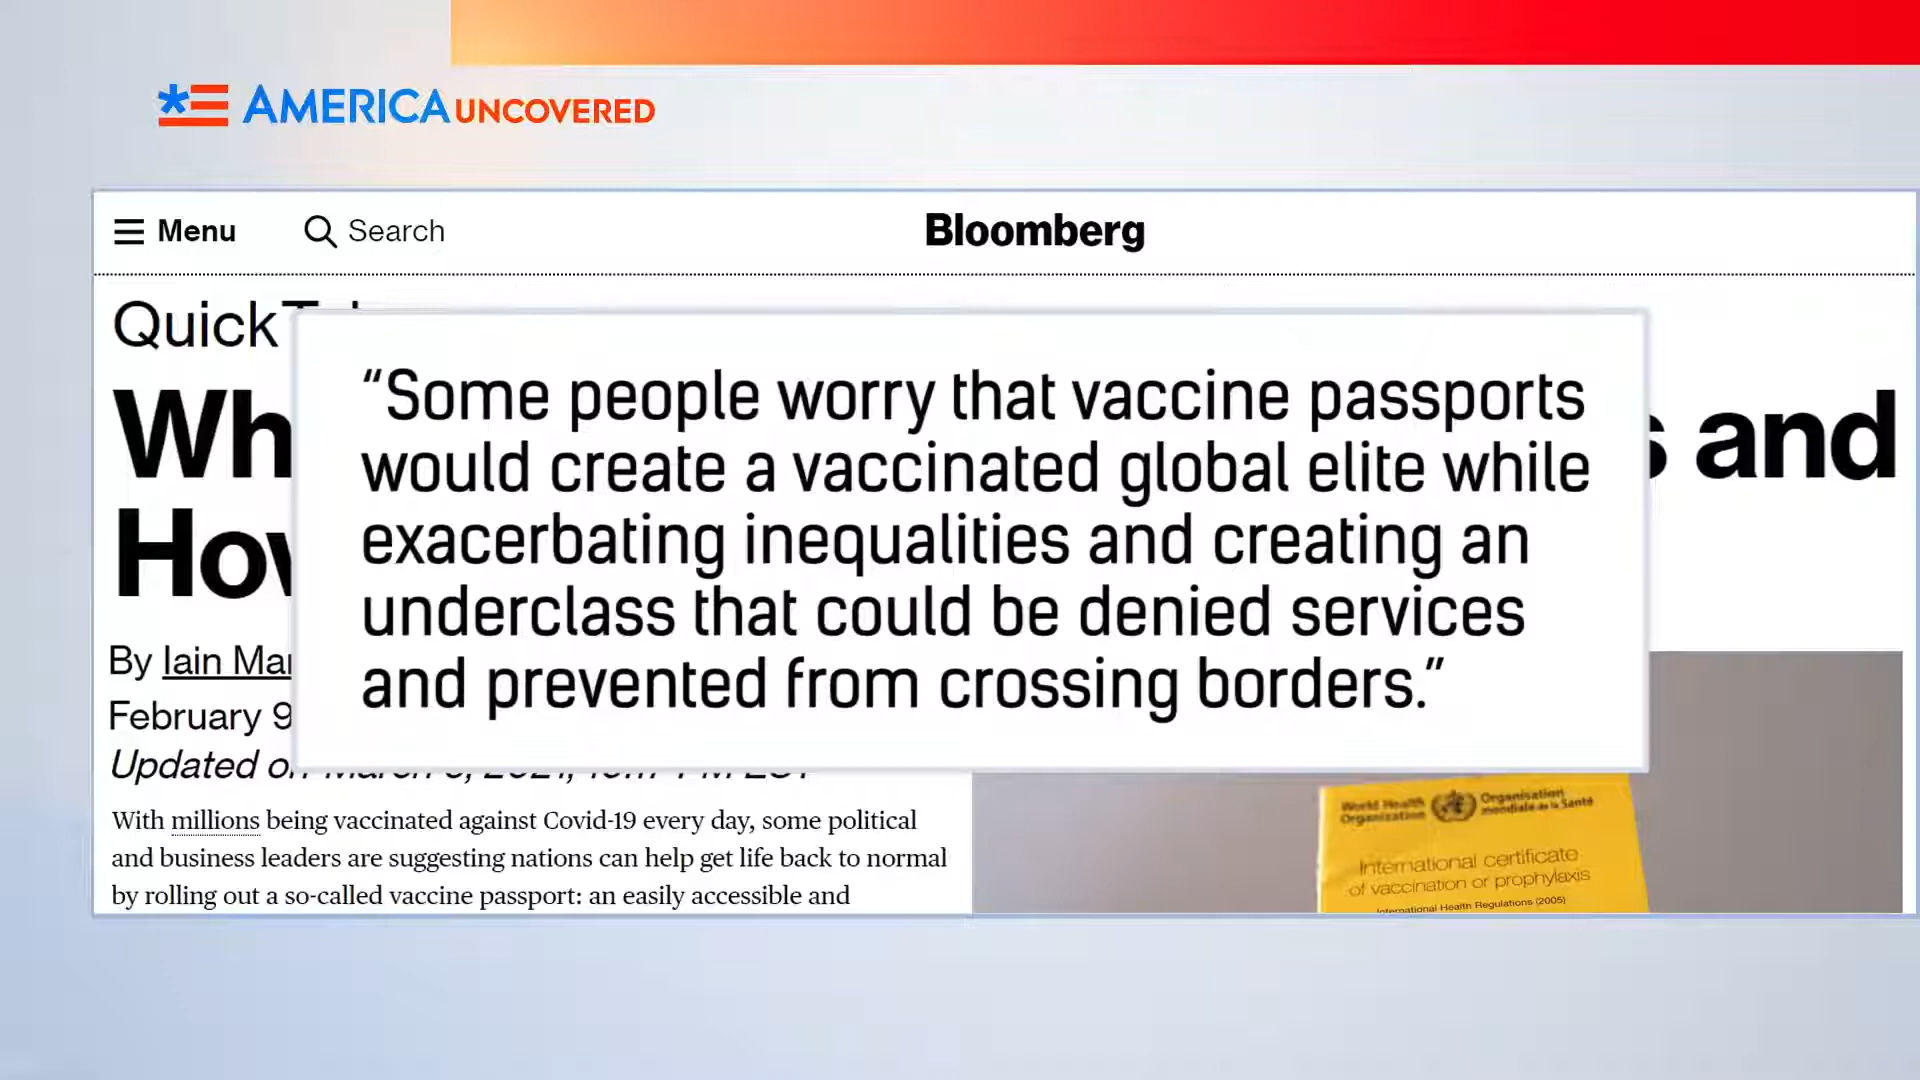 AMERICA UNCOVERED
Menu
Search
Bloomberg
Quick
and
“Some people worry that vaccine passports
would create a vaccinated global elite while
exacerbating inequalities and creating an
underclass that could be denied services
and prevented from crossing borders.”
By Iain
February 9
Updated
With millions being vaccinated against Covid-19 every day, some political
and business leaders are suggesting nations can help get life back to normal
by rolling out a so-called vaccine passport: an easily accessible and
World Health
Organization
Organisation
mondiale de la Santé
International certificate
of vaccination or prophylaxis
International Health Regulations (2005)